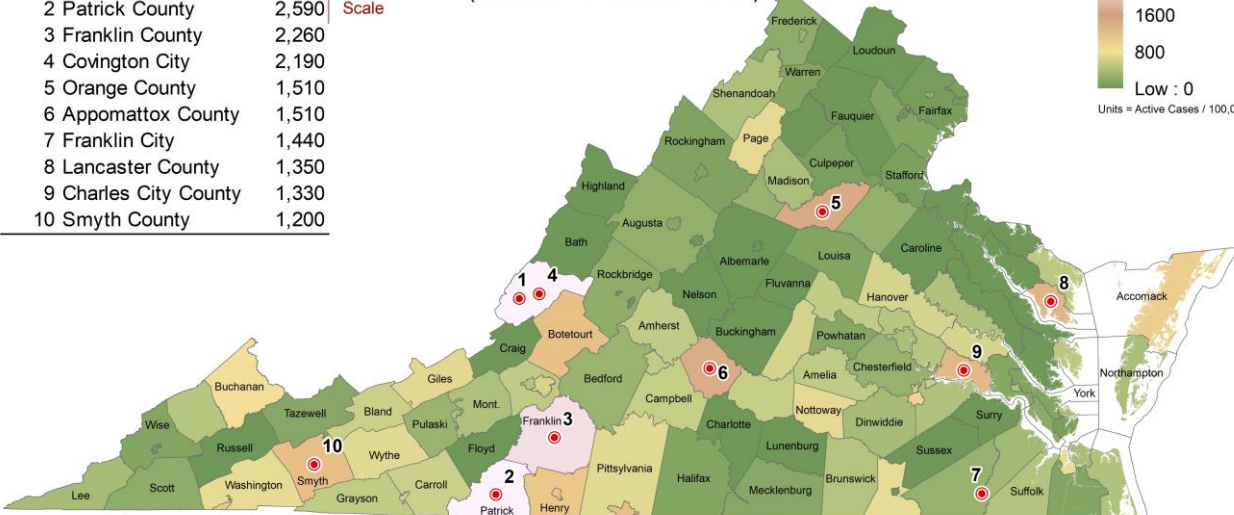 2 Patrick County 2,590
Scale
3 Franklin County 2,260
4 Covington City 2,190
5 Orange County 1,510
6 Appomattox County 1,510
7 Franklin City 1,440
8 Lancaster County 1,350
9 Charles City County 1,330
10 Smyth County 1,200
1600
800
Low : 0
Units = Active Cases / 100,0
Frederick
Loudoun
Warren
Shenandoah
Fauquier
Fairfax
Rockingham
Page
Culpeper
Madison
Stafford
Highland
5
Augusta
Bath
Albemarle
Louisa
Caroline
Rockbridge
1
4
Nelson
Fluvanna
Hanover
8
Accomack
Amherst
Buckingham
Powhatan
Botetourt
Craig
9
Chesterfield
Northampton
6
Amelia
Giles
Bedford
Buchanan
York
Bland
Mont.
Campbell
Nottoway
Tazewell
Surry
Wise
Pulaski
Franklin 3
Charlotte
Dinwiddie
Russell
10
Floyd
Lunenburg
Sussex
Wythe
Pittsylvania
2
7
Halifax
Smyth
Washington
Carroll
Brunswick
Scott
Lee
Grayson
Mecklenburg
Suffolk
Henry
Patrick